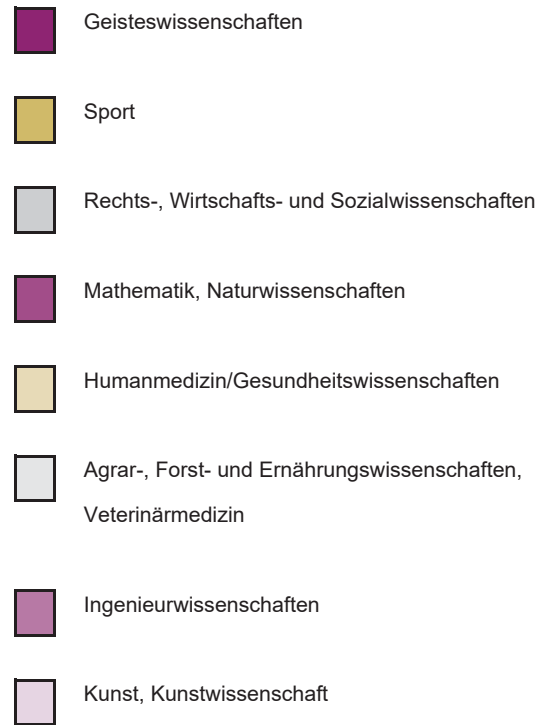 Geisteswissenschaften
Sport
Rechts-, Wirtschafts- und Sozialwissenschaften
Mathematik, Naturwissenschaften
Humanmedizin/Gesundheitswissenschaften
Agrar-, Forst- und Ernährungswissenschaften,
Veterinärmedizin
Ingenieurwissenschaften
Kunst, Kunstwissenschaft